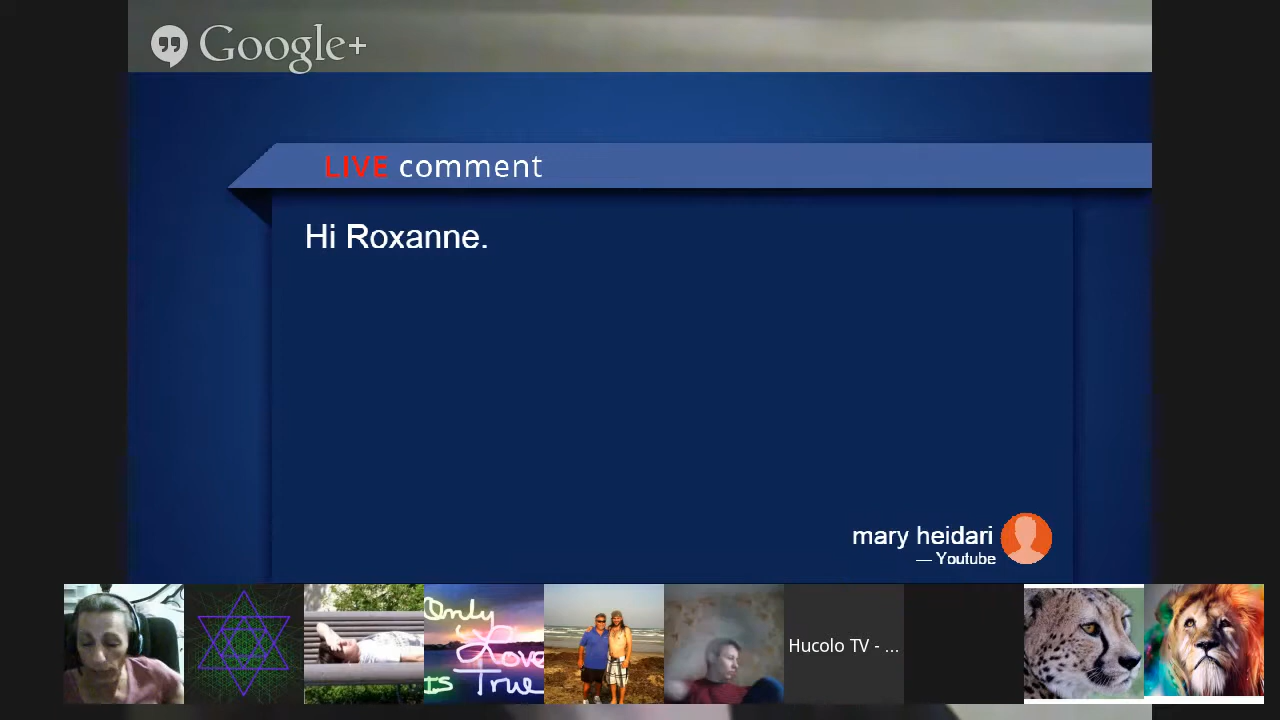 Google+
LIVE comment
Hi Roxanne.
mary heidari
— Youtube
Only
Love
is True
Hucolo TV - ...